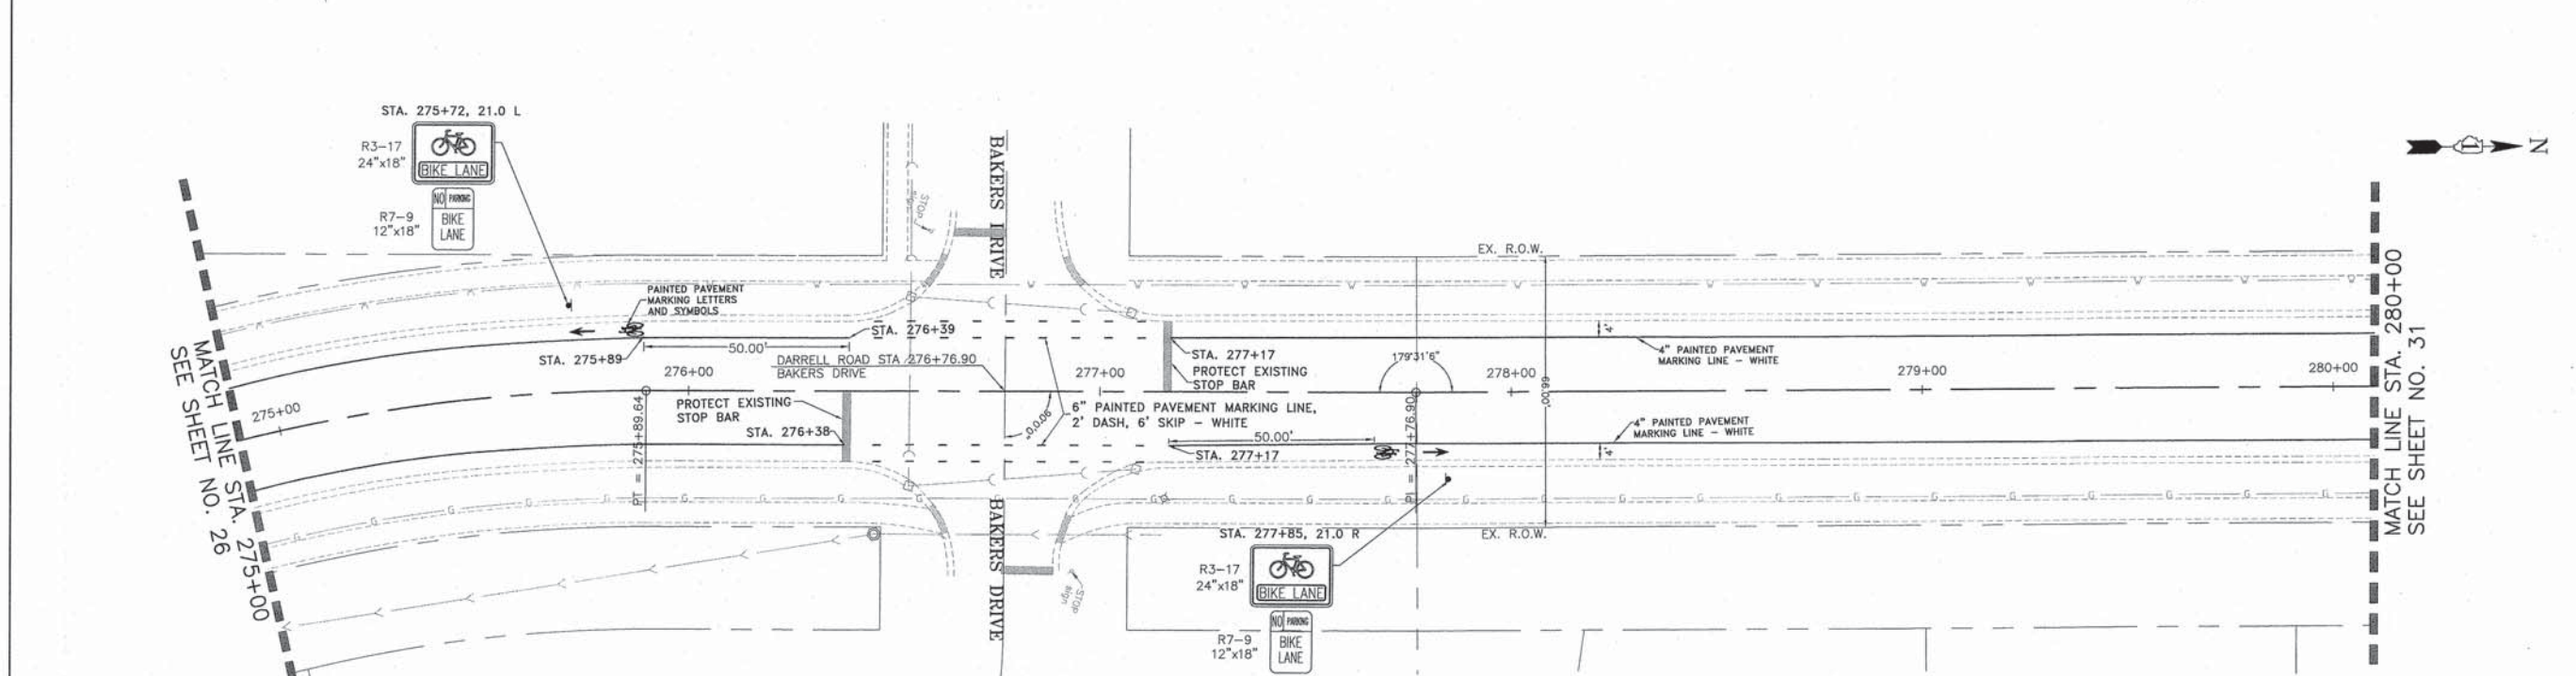 STA. 275+72, 21.0 L
R3-17
24"x18"
BIKE LANE
NO PARKING
R7-9
12"x18"
BIKE
LANE
MATCH LINE STA. 275+00
SEE SHEET NO. 26
PAINTED PAVEMENT
MARKING LETTERS
AND SYMBOLS
STA. 276+39
50.00'
STA. 275+89
DARRELL ROAD STA 276+76.90
BAKERS DRIVE
275+00
276+00
277+00
PT = 275+89.64
PROTECT EXISTING
STOP BAR
STA. 276+38
BAKERS DRIVE
STOP
sign
STA. 277+17
PROTECT EXISTING
STOP BAR
6" PAINTED PAVEMENT MARKING LINE,
2' DASH, 6' SKIP - WHITE
50.00'
STA. 277+17
BAKERS DRIVE
STOP
sign
EX. R.O.W.
179°31'6"
278+00
66.00'
PI = 277+76.90
4'
4" PAINTED PAVEMENT
MARKING LINE - WHITE
279+00
280+00
4" PAINTED PAVEMENT
MARKING LINE - WHITE
4'
EX. R.O.W.
STA. 277+85, 21.0 R
R3-17
24"x18"
BIKE LANE
NO PARKING
R7-9
12"x18"
BIKE
LANE
MATCH LINE STA. 280+00
SEE SHEET NO. 31
N